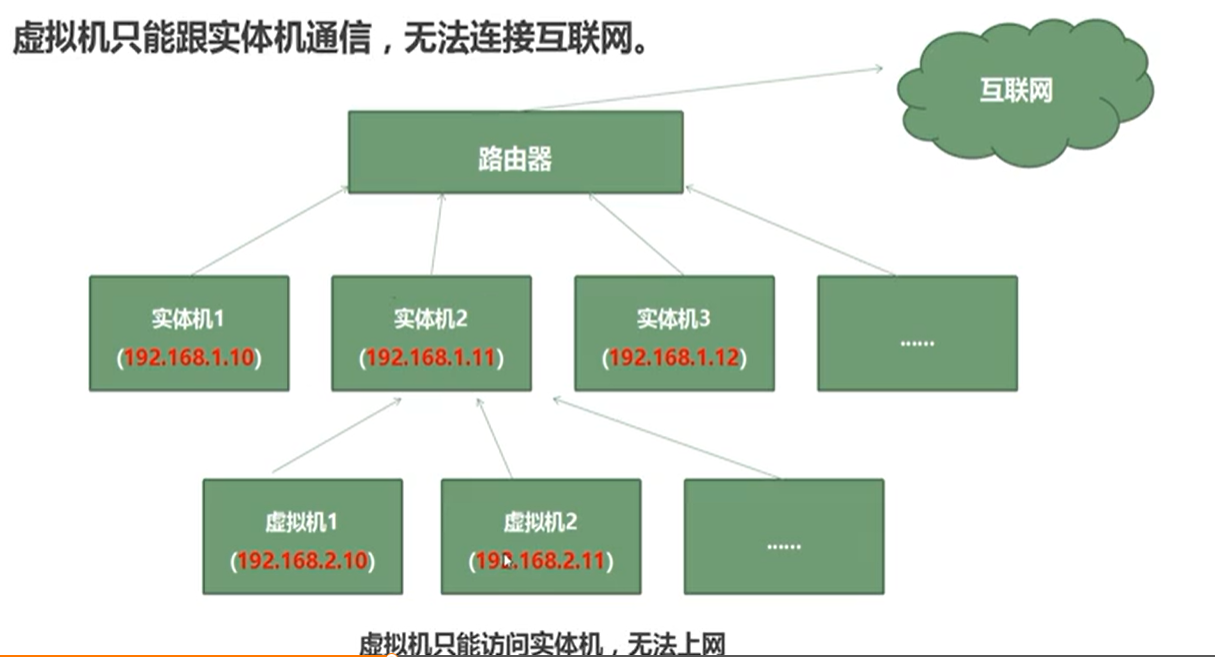 虚拟机只能跟实体机通信，无法连接互联网。
互联网
路由器
实体机1
(192.168.1.10)
实体机2
(192.168.1.11)
实体机3
(192.168.1.12)
......
虚拟机1
(192.168.2.10)
虚拟机2
(192.168.2.11)
......
虚拟机只能访问实体机，无法上网